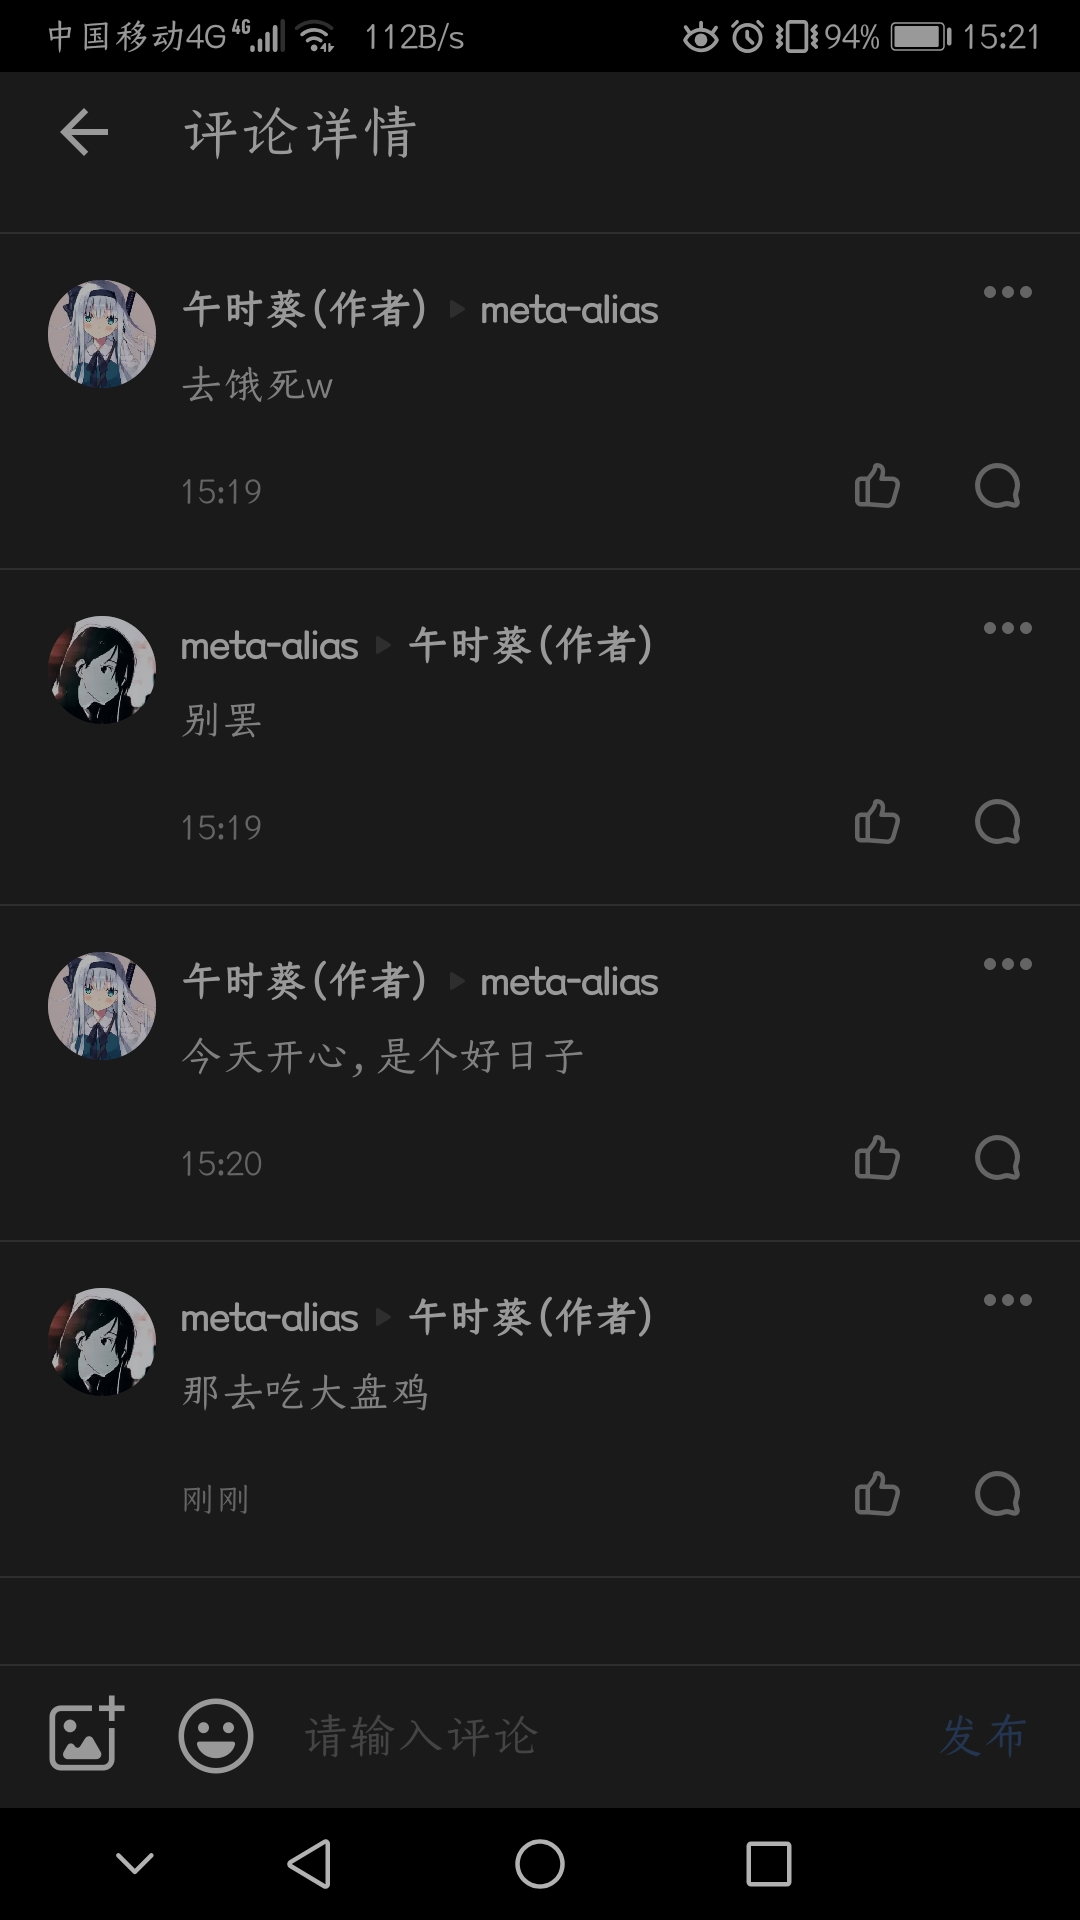 中国移动4G 4G 112B/s 94% 15:21
评论详情
午时葵(作者) meta-alias
去饿死w
15:19
meta-alias 午时葵(作者)
别罢
15:19
午时葵(作者) meta-alias
今天开心,是个好日子
15:20
meta-alias 午时葵(作者)
那去吃大盘鸡
刚刚
请输入评论 发布